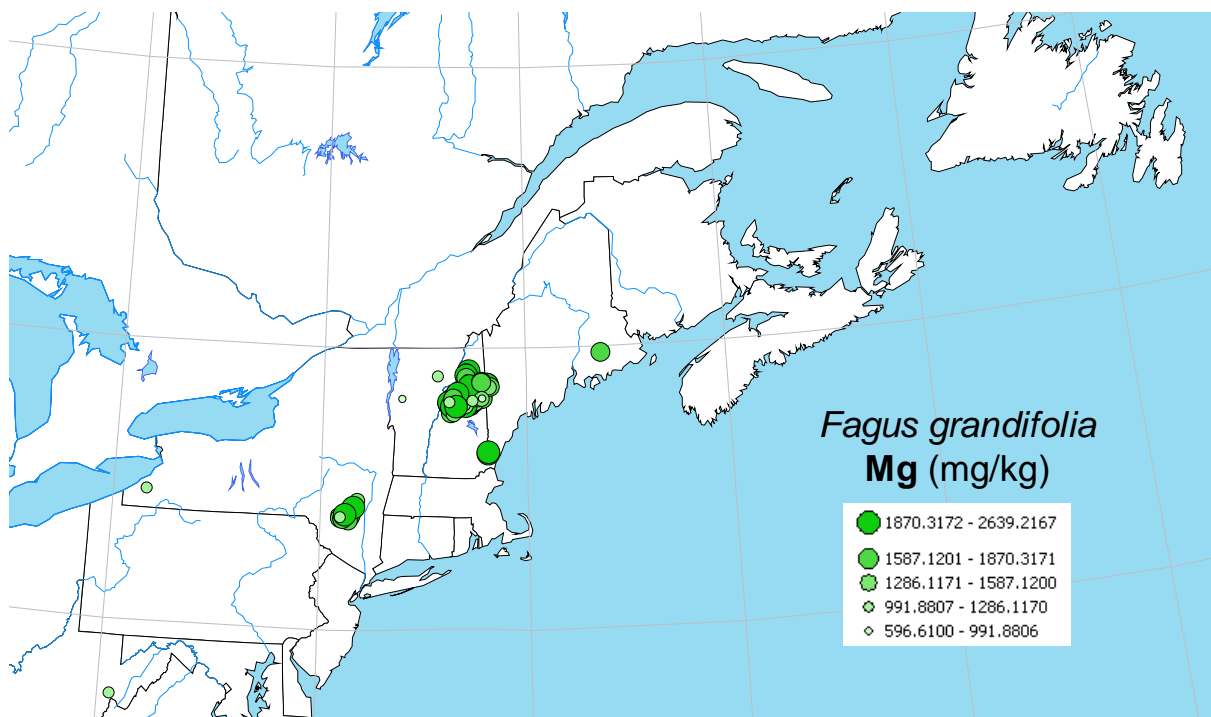 Fagus grandifolia
Mg (mg/kg)
1870.3172 - 2639.2167
1587.1201 - 1870.3171
1286.1171 - 1587.1200
991.8807 - 1286.1170
596.6100 - 991.8806